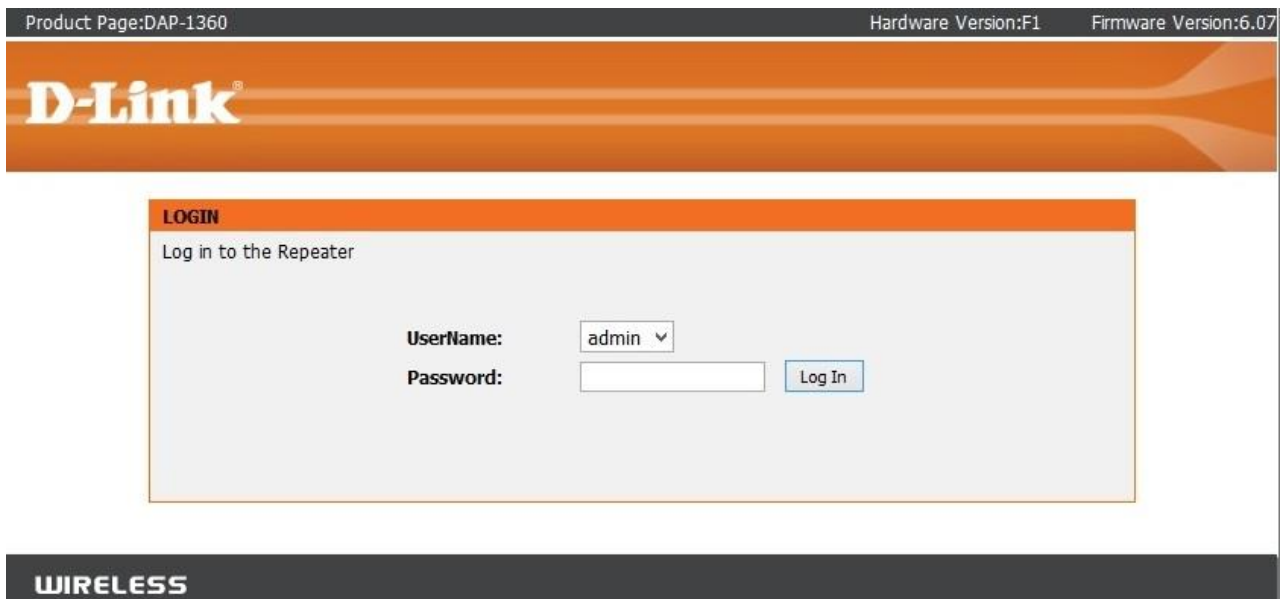 Product Page:DAP-1360 Hardware Version:F1 Firmware Version:6.07
D-Link®
LOGIN
Log in to the Repeater
UserName: admin
Password: Log In
WIRELESS